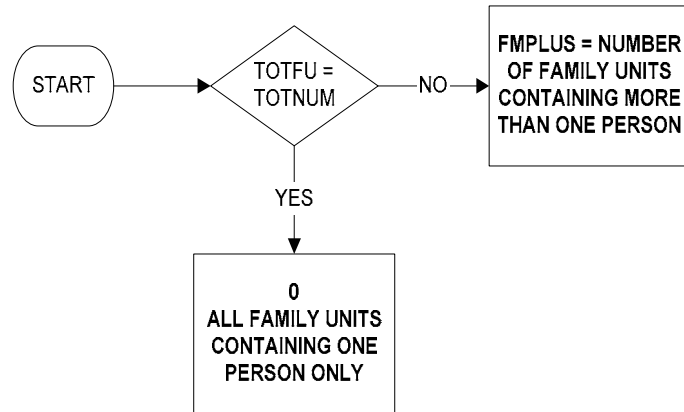 START
TOTFU =
TOTNUM
NO
FMPLUS = NUMBER
OF FAMILY UNITS
CONTAINING MORE
THAN ONE PERSON
YES
0
ALL FAMILY UNITS
CONTAINING ONE
PERSON ONLY